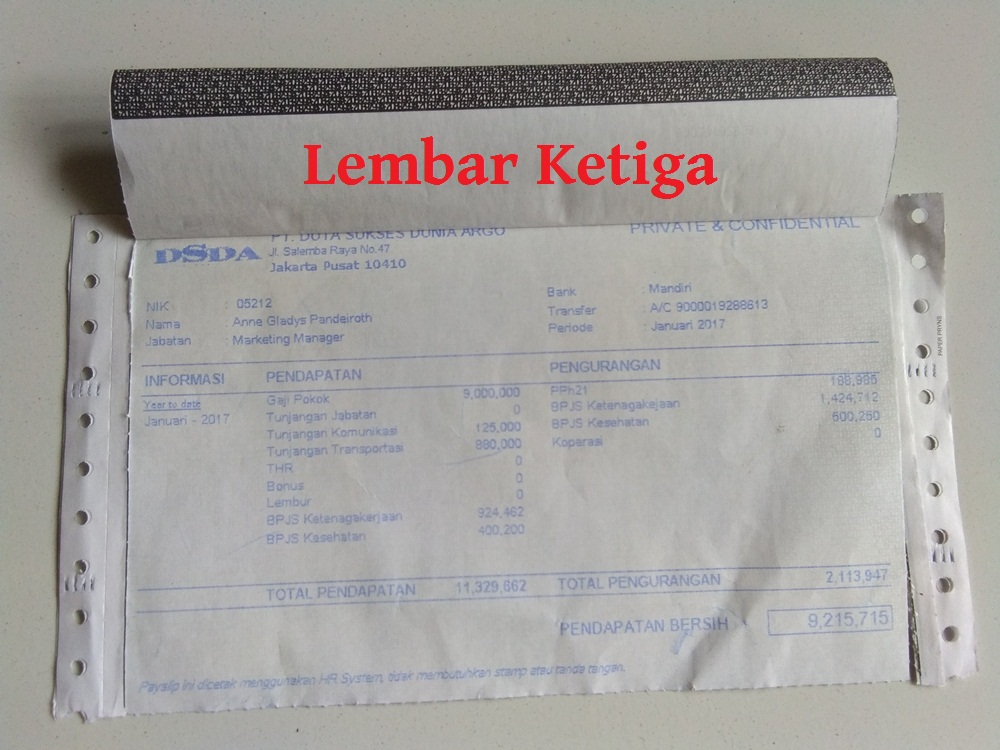 Lembar Ketiga
PT. DUTA SUKSES DUNIA ARGO
PRIVATE & CONFIDENTIAL
DSDA
Jl. Salemba Raya No.47
Jakarta Pusat 10410
NIK : 05212
Nama : Anne Gladys Pandeiroth
Jabatan : Marketing Manager
Bank : Mandiri
Transfer : A/C 9000019288613
Periode : Januari 2017
INFORMASI
Year to date
Januari - 2017
PENDAPATAN
Gaji Pokok 9,000,000
Tunjangan Jabatan 0
Tunjangan Komunikasi 125,000
Tunjangan Transportasi 880,000
THR 0
Bonus 0
Lembur 0
BPJS Ketenagakerjaan 924,462
BPJS Kesehatan 400,200
PENGURANGAN
PPh21
BPJS Ketenagakejaan 1,424,712
BPJS Kesehatan
Koperasi 0
TOTAL PENDAPATAN 11,329,662
TOTAL PENGURANGAN 2,113,947
PENDAPATAN BERSIH 9,215,715
Payslip ini dicetak menggunakan HR System, tidak membutuhkan stamp atau tanda tangan.